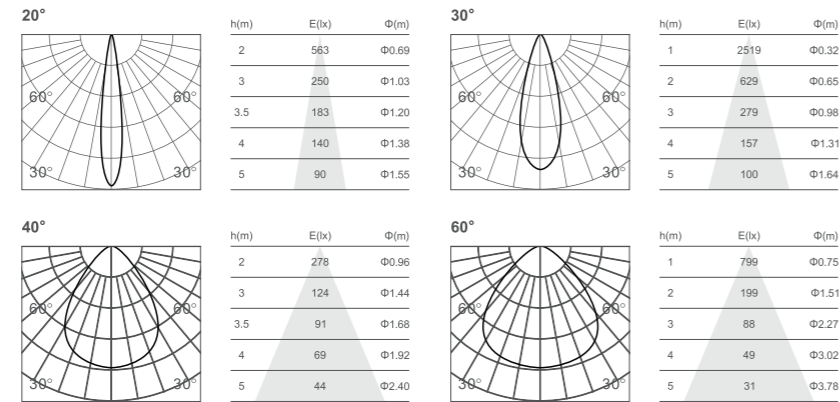 20°
60° 60°
30° 30°
h(m) E(lx) Φ(m)
2 563 Φ0.69
3 250 Φ1.03
3.5 183 Φ1.20
4 140 Φ1.38
5 90 Φ1.55
30°
60° 60°
30° 30°
h(m) E(lx) Φ(m)
1 2519 Φ0.32
2 629 Φ0.65
3 279 Φ0.98
4 157 Φ1.31
5 100 Φ1.64
40°
60° 60°
30° 30°
h(m) E(lx) Φ(m)
2 278 Φ0.96
3 124 Φ1.44
3.5 91 Φ1.68
4 69 Φ1.92
5 44 Φ2.40
60°
60° 60°
30° 30°
h(m) E(lx) Φ(m)
1 799 Φ0.75
2 199 Φ1.51
3 88 Φ2.27
4 49 Φ3.02
5 31 Φ3.78